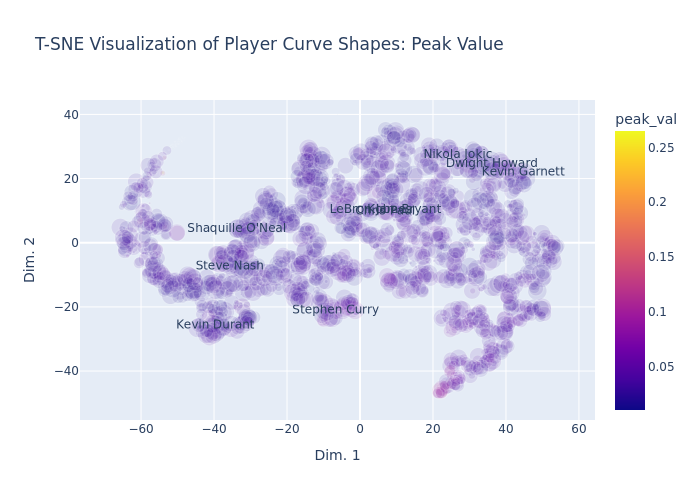 T-SNE Visualization of Player Curve Shapes: Peak Value
peak_val
40
20
0
−20
−40
Dim. 2
Nikola Jokic
Dwight Howard
Kevin Garnett
LeBron
Bryant
Shaquille O'Neal
Steve Nash
Stephen Curry
Kevin Durant
0.25
0.2
0.15
0.1
0.05
−60
−40
−20
0
20
40
60
Dim. 1